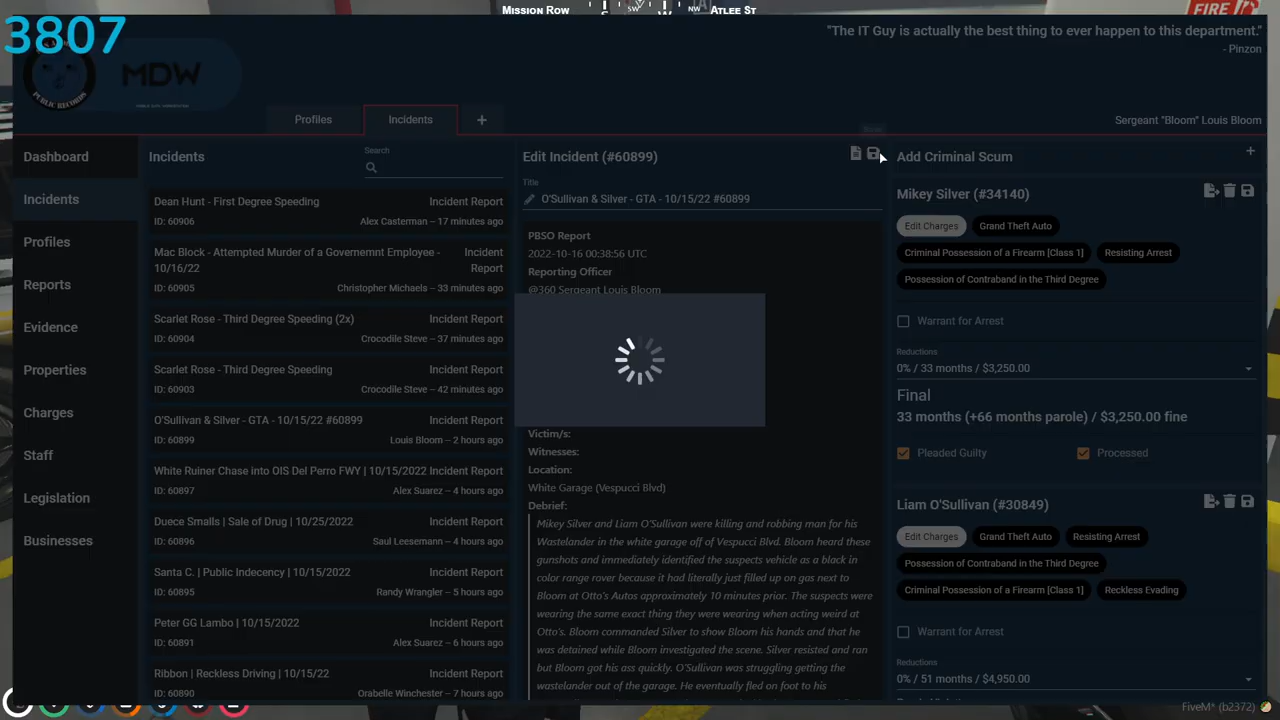 Mission Row
SW
NW
Atlee St
FIRE
3807
"The IT Guy is actually the best thing to ever happen to this department."
- Pinzon
PUBLIC RECORDS
MDW
Profiles
Incidents
+
Sergeant "Bloom" Louis Bloom
Dashboard
Incidents
Profiles
Reports
Evidence
Properties
Charges
Staff
Legislation
Businesses
Incidents
Search
Dean Hunt - First Degree Speeding
Incident Report
ID: 60906
Alex Casterman – 17 minutes ago
Mac Block - Attempted Murder of a Governemnt Employee -
10/16/22
Incident
Report
ID: 60905
Christopher Michaels – 33 minutes ago
Scarlet Rose - Third Degree Speeding (2x)
Incident Report
ID: 60904
Crocodile Steve – 37 minutes ago
Scarlet Rose - Third Degree Speeding
Incident Report
ID: 60903
Crocodile Steve – 42 minutes ago
O'Sullivan & Silver - GTA - 10/15/22 #60899
Incident Report
ID: 60899
Louis Bloom – 2 hours ago
White Ruiner Chase into OIS Del Perro FWY | 10/15/2022
Incident Report
ID: 60897
Alex Suarez – 4 hours ago
Duece Smalls | Sale of Drug | 10/25/2022
Incident Report
ID: 60896
Saul Leesemann – 4 hours ago
Santa C. | Public Indecency | 10/15/2022
Incident Report
ID: 60895
Randy Wrangler – 5 hours ago
Peter GG Lambo | 10/15/2022
Incident Report
ID: 60891
Alex Suarez – 6 hours ago
Ribbon | Reckless Driving | 10/15/22
Incident Report
ID: 60890
Orabelle Winchester – 7 hours ago
Edit Incident (#60899)
Save
Title
O'Sullivan & Silver - GTA - 10/15/22 #60899
PBSO Report
2022-10-16 00:38:56 UTC
Reporting Officer
@360 Sergeant Louis Bloom
Victim/s:
Witnesses:
Location:
White Garage (Vespucci Blvd)
Debrief:
Mikey Silver and Liam O'Sullivan were killing and robbing man for his
Wastelander in the white garage off of Vespucci Blvd. Bloom heard these
gunshots and immediately identified the suspects vehicle as a black in
color range rover because it had literally just filled up on gas next to
Bloom at Otto's Autos approximately 10 minutes prior. The suspects were
wearing the same exact thing they were wearing when acting weird at
Otto's. Bloom commanded Silver to show Bloom his hands and that he
was detained while Bloom investigated the scene. Silver resisted and ran
but Bloom got his ass quickly. O'Sullivan was struggling getting the
wastelander out of the garage. He eventually fled on foot to his
Add Criminal Scum
+
Mikey Silver (#34140)
Edit Charges
Grand Theft Auto
Criminal Possession of a Firearm [Class 1]
Resisting Arrest
Possession of Contraband in the Third Degree
Warrant for Arrest
Reductions
0% / 33 months / $3,250.00
Final
33 months (+66 months parole) / $3,250.00 fine
Pleaded Guilty
Processed
Liam O'Sullivan (#30849)
Edit Charges
Grand Theft Auto
Resisting Arrest
Possession of Contraband in the Third Degree
Criminal Possession of a Firearm [Class 1]
Reckless Evading
Warrant for Arrest
Reductions
0% / 51 months / $4,950.00
FiveM* (b2372)